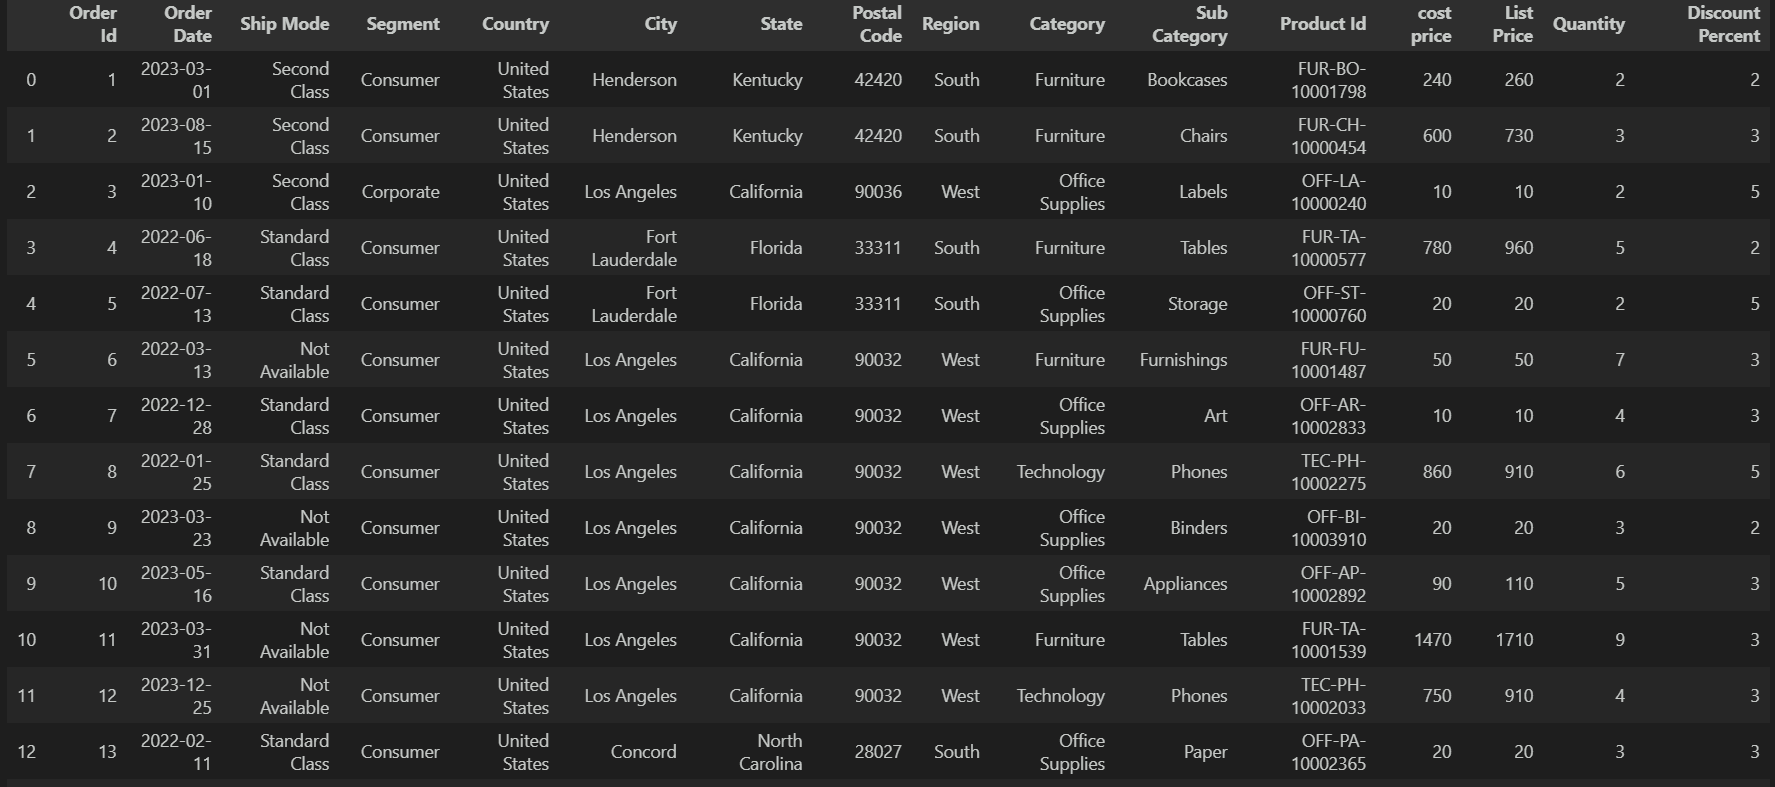 Order Id Order Date Ship Mode Segment Country City State Postal Code Region Category Sub Category Product Id cost price List Price Quantity Discount Percent
0 1 2023-03-01 Second Class Consumer United States Henderson Kentucky 42420 South Furniture Bookcases FUR-BO-10001798 240 260 2 2
1 2 2023-08-15 Second Class Consumer United States Henderson Kentucky 42420 South Furniture Chairs FUR-CH-10000454 600 730 3 3
2 3 2023-01-10 Second Class Corporate United States Los Angeles California 90036 West Office Supplies Labels OFF-LA-10000240 10 10 2 5
3 4 2022-06-18 Standard Class Consumer United States Fort Lauderdale Florida 33311 South Furniture Tables FUR-TA-10000577 780 960 5 2
4 5 2022-07-13 Standard Class Consumer United States Fort Lauderdale Florida 33311 South Office Supplies Storage OFF-ST-10000760 20 20 2 5
5 6 2022-03-13 Not Available Consumer United States Los Angeles California 90032 West Furniture Furnishings FUR-FU-10001487 50 50 7 3
6 7 2022-12-28 Standard Class Consumer United States Los Angeles California 90032 West Office Supplies Art OFF-AR-10002833 10 10 4 3
7 8 2022-01-25 Standard Class Consumer United States Los Angeles California 90032 West Technology Phones TEC-PH-10002275 860 910 6 5
8 9 2023-03-23 Not Available Consumer United States Los Angeles California 90032 West Office Supplies Binders OFF-BI-10003910 20 20 3 2
9 10 2023-05-16 Standard Class Consumer United States Los Angeles California 90032 West Office Supplies Appliances OFF-AP-10002892 90 110 5 3
10 11 2023-03-31 Not Available Consumer United States Los Angeles California 90032 West Furniture Tables FUR-TA-10001539 1470 1710 9 3
11 12 2023-12-25 Not Available Consumer United States Los Angeles California 90032 West Technology Phones TEC-PH-10002033 750 910 4 3
12 13 2022-02-11 Standard Class Consumer United States Concord North Carolina 28027 South Office Supplies Paper OFF-PA-10002365 20 20 3 3